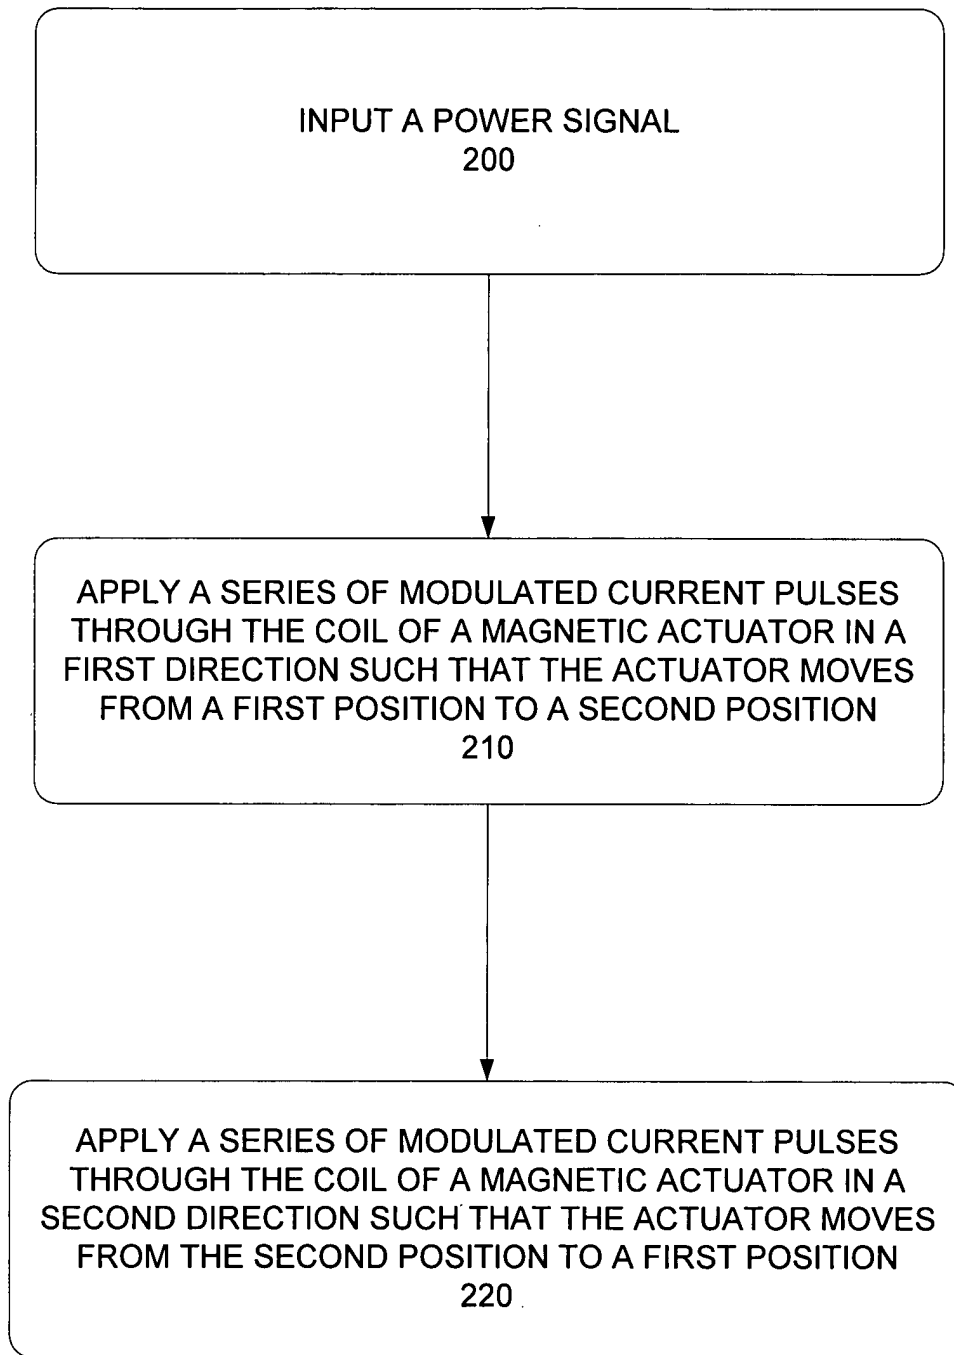 INPUT A POWER SIGNAL
200
APPLY A SERIES OF MODULATED CURRENT PULSES
THROUGH THE COIL OF A MAGNETIC ACTUATOR IN A
FIRST DIRECTION SUCH THAT THE ACTUATOR MOVES
FROM A FIRST POSITION TO A SECOND POSITION
210
APPLY A SERIES OF MODULATED CURRENT PULSES
THROUGH THE COIL OF A MAGNETIC ACTUATOR IN A
SECOND DIRECTION SUCH THAT THE ACTUATOR MOVES
FROM THE SECOND POSITION TO A FIRST POSITION
220